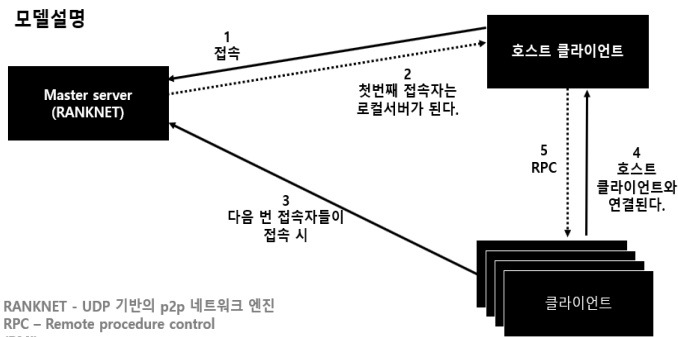 모델설명
1
접속
호스트 클라이언트
Master server
(RANKNET)
2
첫번째 접속자는
로컬서버가 된다.
5
RPC
4
호스트
클라이언트와
연결된다.
3
다음 번 접속자들이
접속 시
클라이언트
RANKNET - UDP 기반의 p2p 네트워크 엔진
RPC – Remote procedure control